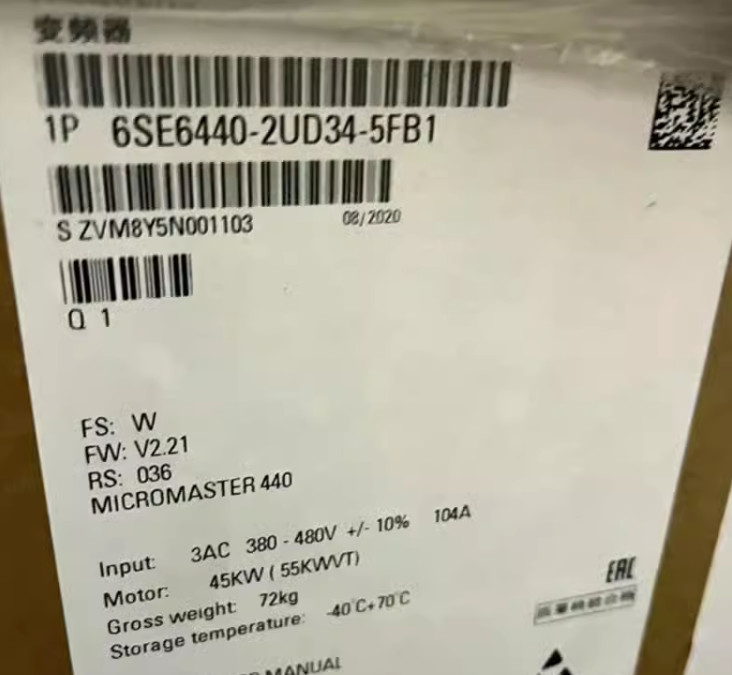 变频器
1P 6SE6440-2UD34-5FB1
S ZVM8Y5N001103 08/2020
Q 1
FS: W
FW: V2.21
RS: 036
MICROMASTER 440
Input: 3AC 380 - 480V +/- 10% 104A
Motor: 45KW ( 55KWVT)
Gross weight: 72kg
Storage temperature: -40°C+70°C
EAC
MANUAL